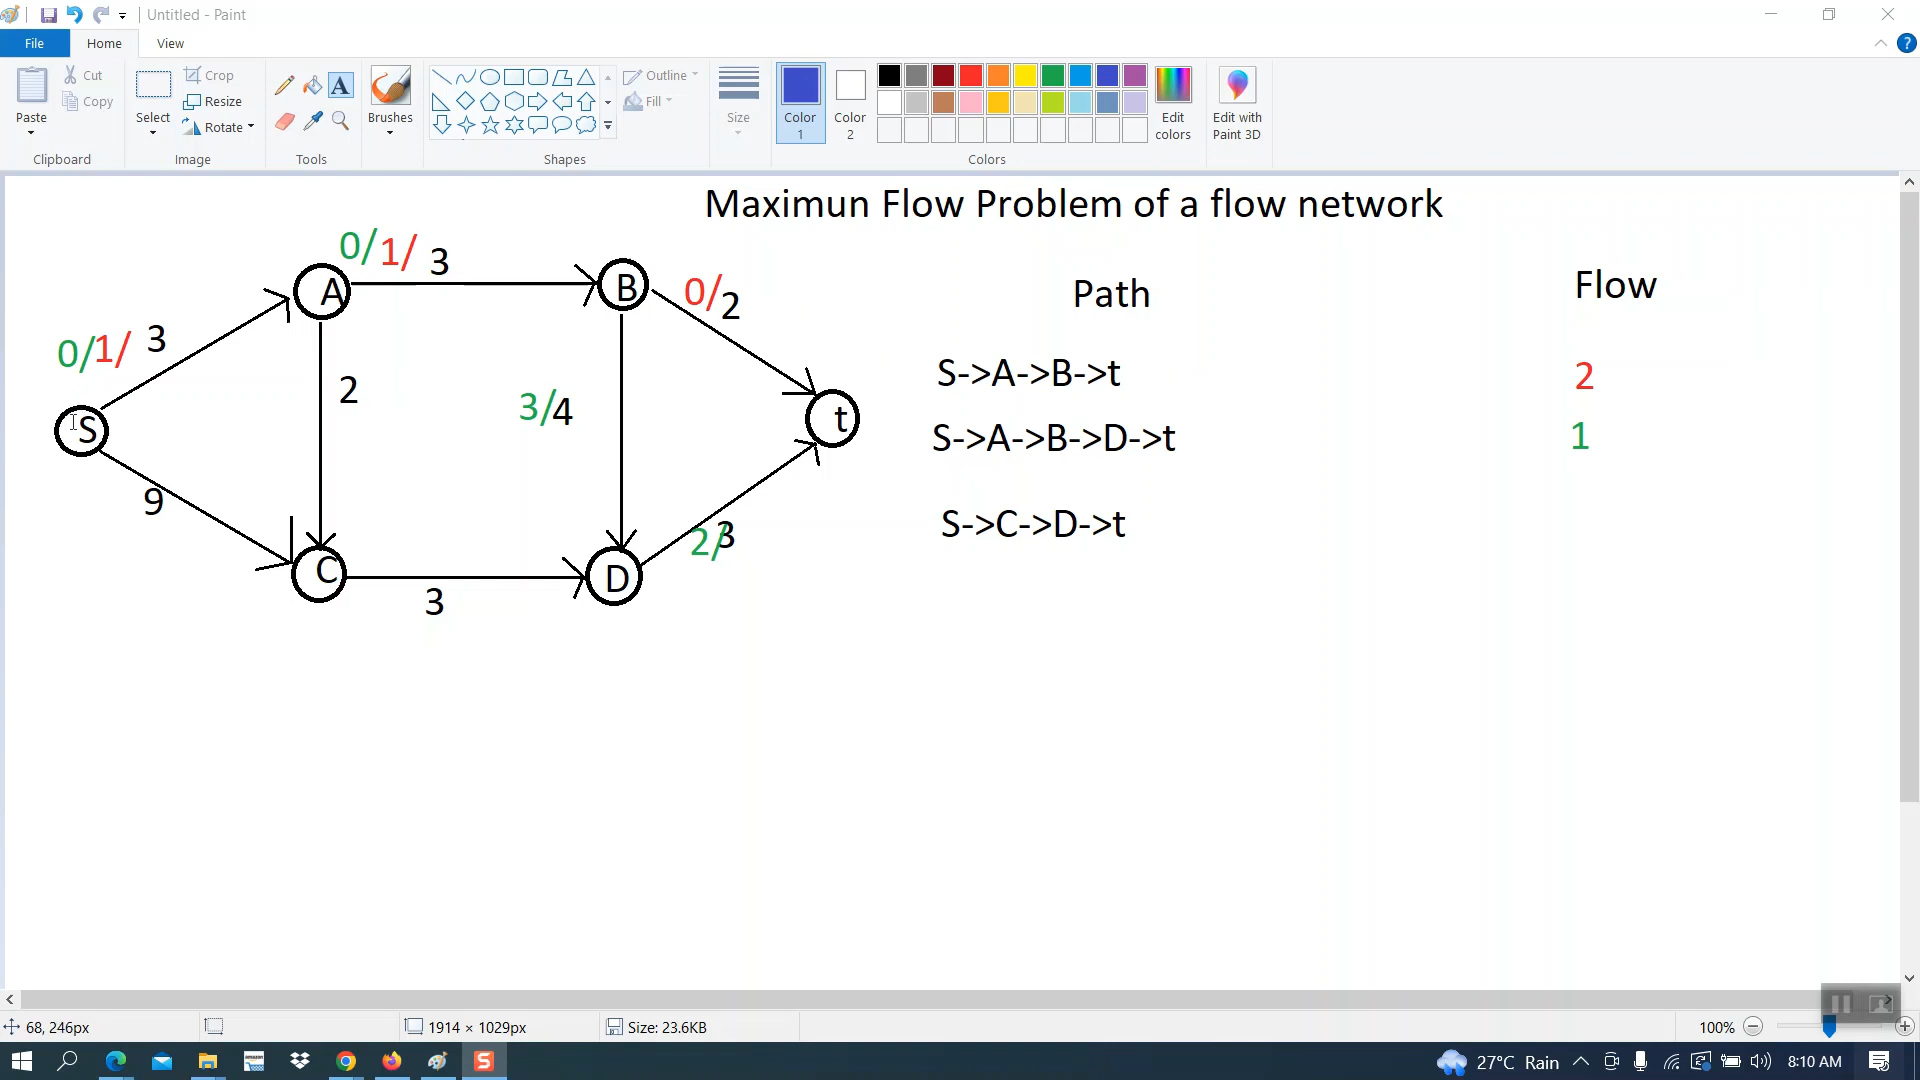 Untitled - Paint
File Home View
Paste
Cut
Copy
Clipboard
Select
Crop
Resize
Rotate
Image
A
Tools
Brushes
Outline
Fill
Shapes
Size
Color 1
Color 2
Edit colors
Edit with Paint 3D
Colors
?
Maximun Flow Problem of a flow network
Path
Flow
S->A->B->t
2
S->A->B->D->t
1
S->C->D->t
0/ 1/ 3
A
B
0/ 2
0/ 1/ 3
2
3/ 4
S
t
9
2/ 3
C
D
3
68, 246px
1914 × 1029px
Size: 23.6KB
100%
S
27°C Rain
8:10 AM